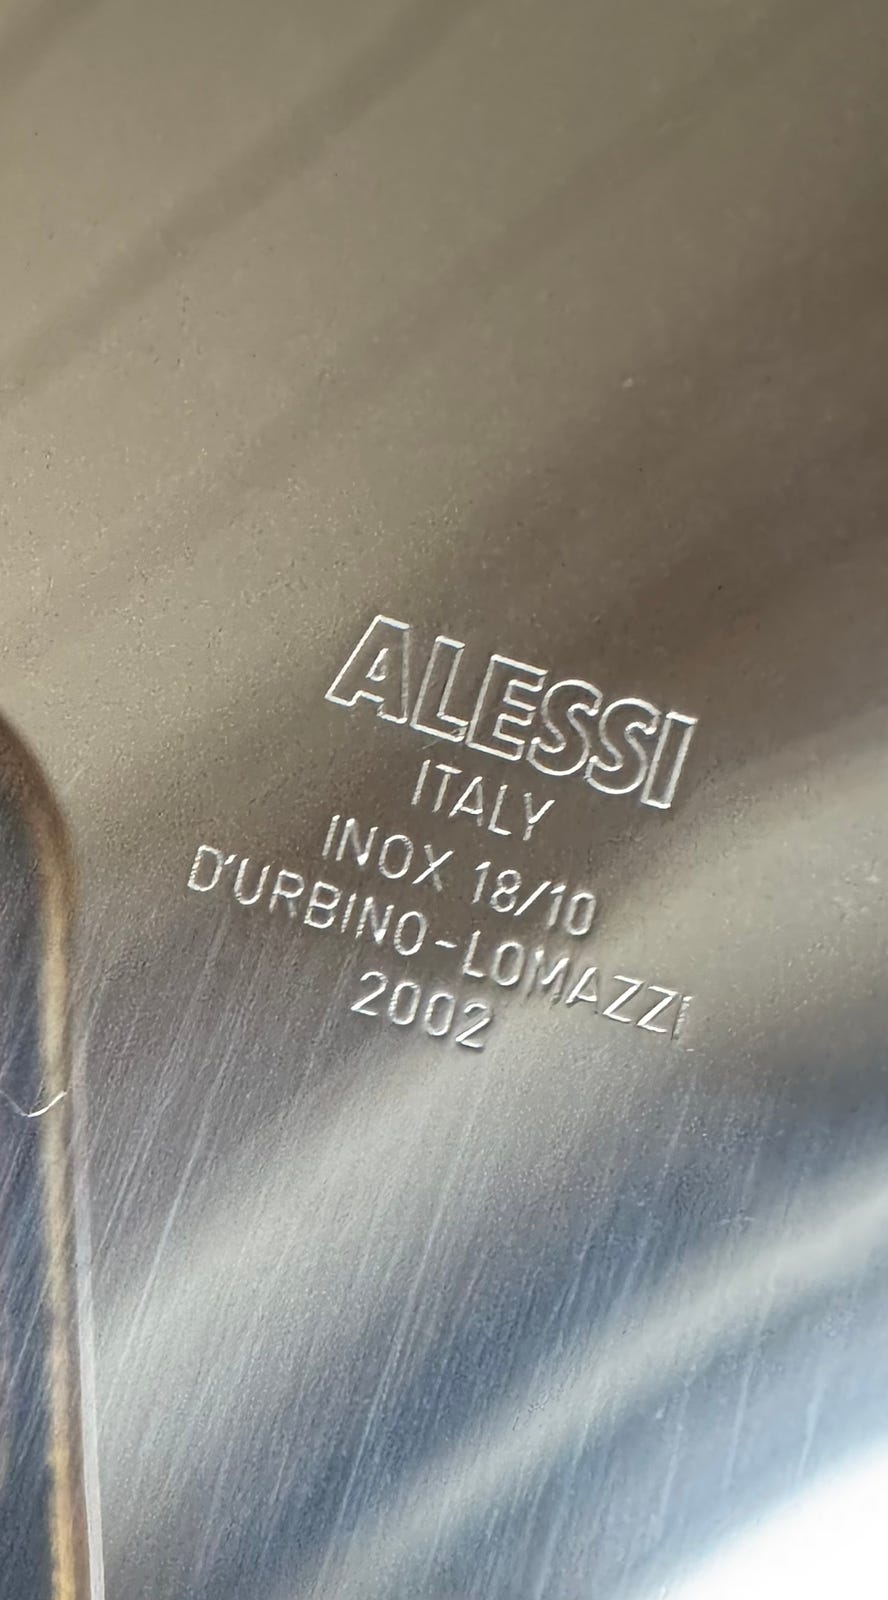 ALESSI
ITALY
INOX 18/10
D'URBINO-LOMAZZI
2002